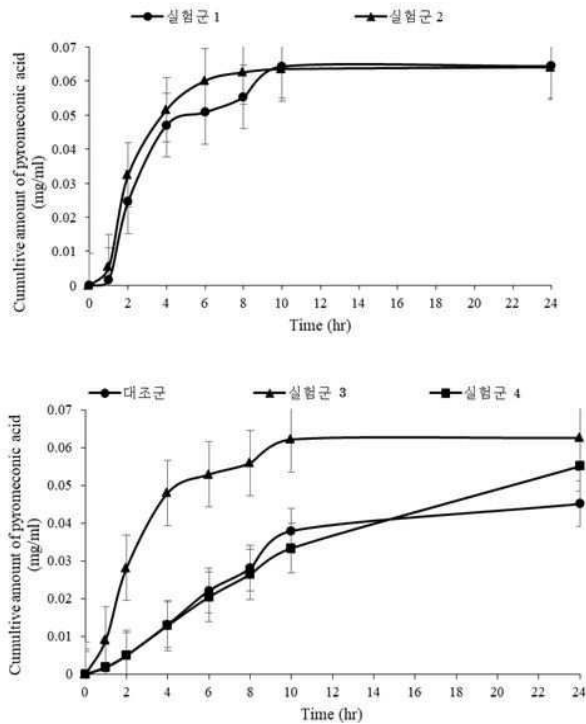 실험군 1 실험군 2
0.07
0.06
0.05
0.04
0.03
0.02
0.01
0
Cumultive amount of pyromeconic acid
(mg/ml)
0 2 4 6 8 10 12 14 16 18 20 22 24
Time (hr)
대조군 실험군 3 실험군 4
0.07
0.06
0.05
0.04
0.03
0.02
0.01
0
Cumultive amount of pyromeconic acid
(mg/ml)
0 2 4 6 8 10 12 14 16 18 20 22 24
Time (hr)